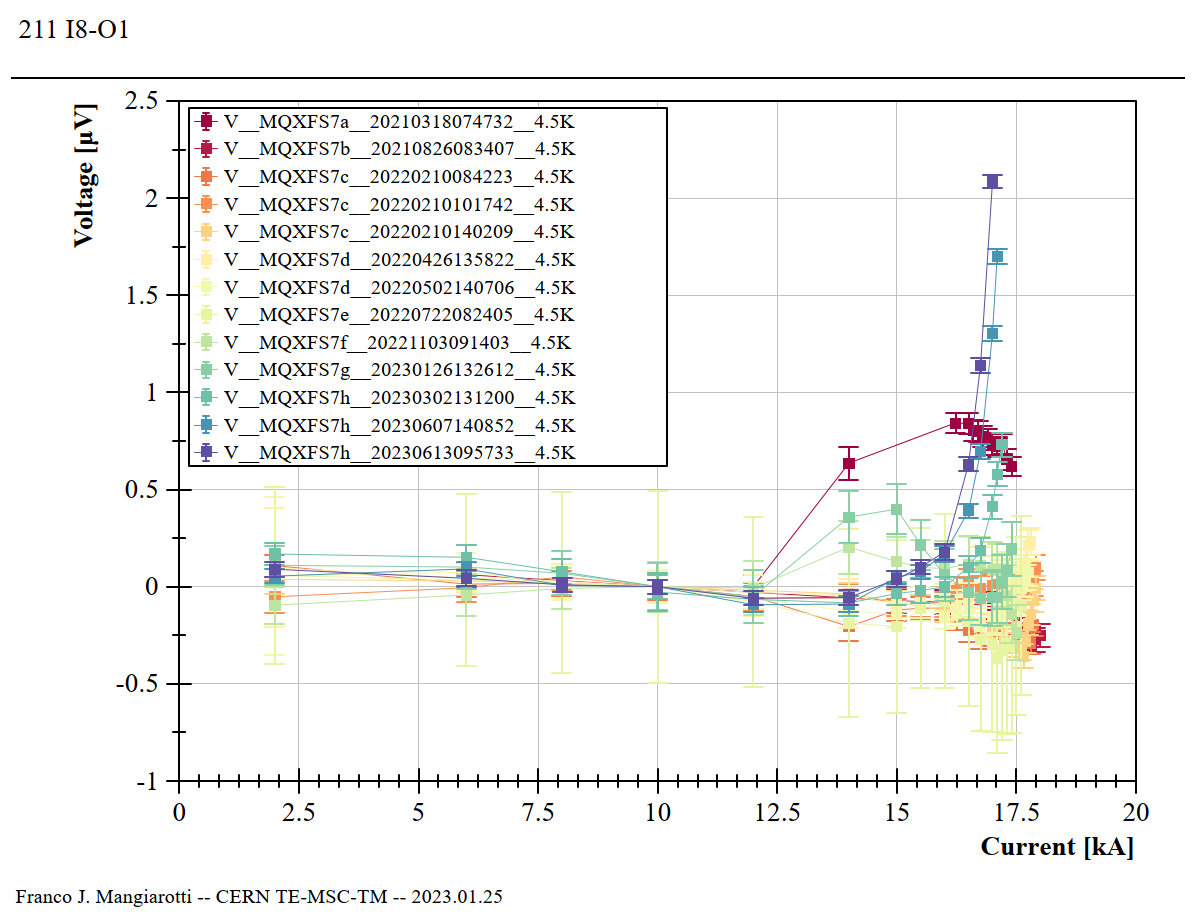 211 I8-O1
Voltage [µV]
2.5
2
1.5
1
0.5
0
-0.5
-1
V__MQXFS7a__20210318074732__4.5K
V__MQXFS7b__20210826083407__4.5K
V__MQXFS7c__20220210084223__4.5K
V__MQXFS7c__20220210101742__4.5K
V__MQXFS7c__20220210140209__4.5K
V__MQXFS7d__20220426135822__4.5K
V__MQXFS7d__20220502140706__4.5K
V__MQXFS7e__20220722082405__4.5K
V__MQXFS7f__20221103091403__4.5K
V__MQXFS7g__20230126132612__4.5K
V__MQXFS7h__20230302131200__4.5K
V__MQXFS7h__20230607140852__4.5K
V__MQXFS7h__20230613095733__4.5K
0 2.5 5 7.5 10 12.5 15 17.5 20
Current [kA]
Franco J. Mangiarotti -- CERN TE-MSC-TM -- 2023.01.25